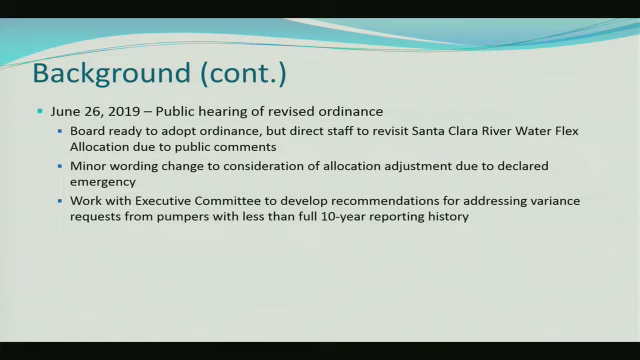 Background (cont.)
June 26, 2019 – Public hearing of revised ordinance
Board ready to adopt ordinance, but direct staff to revisit Santa Clara River Water Flex
Allocation due to public comments
Minor wording change to consideration of allocation adjustment due to declared
emergency
Work with Executive Committee to develop recommendations for addressing variance
requests from pumpers with less than full 10-year reporting history